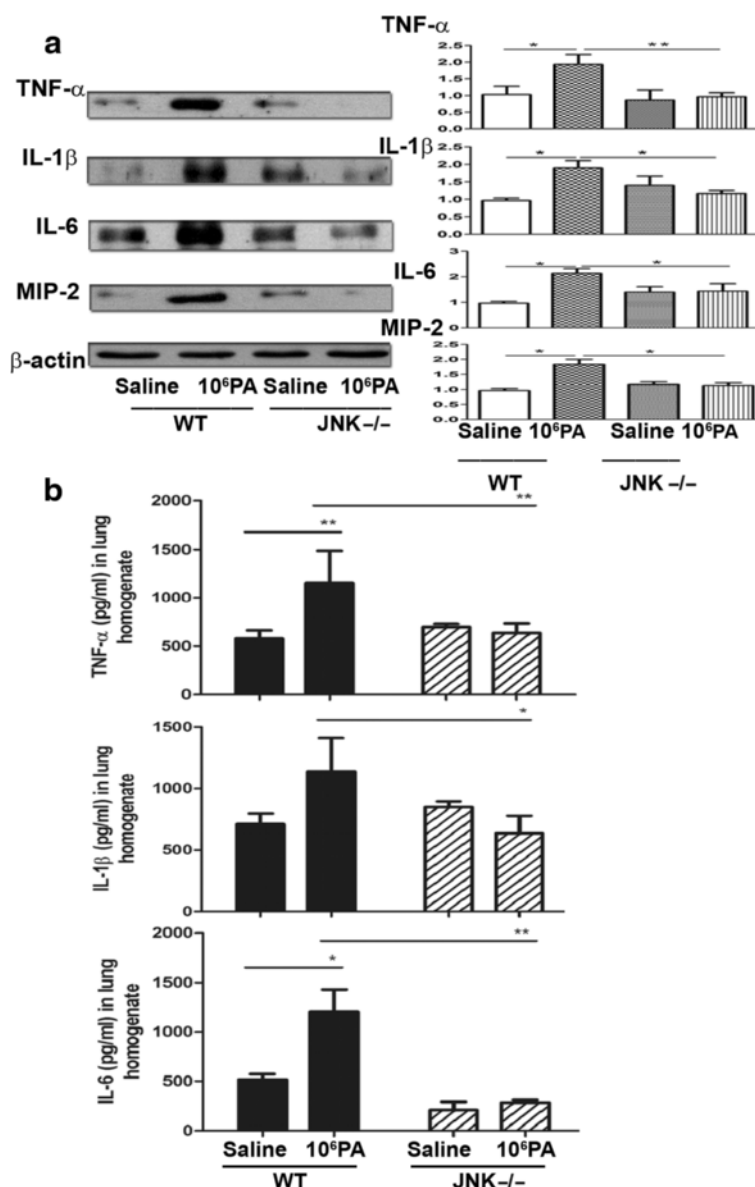 a
TNF-α
IL-1β
IL-6
MIP-2
β-actin
Saline 10⁶PA Saline 10⁶PA
WT JNK–/–
TNF-α
* **
2.5
2.0
1.5
1.0
0.5
0.0
IL-1β
* *
2.5
2.0
1.5
1.0
0.5
0.0
IL-6
* *
3
2
1
0
MIP-2
* *
2.5
2.0
1.5
1.0
0.5
0.0
Saline 10⁶PA Saline 10⁶PA
WT JNK –/–
b
TNF-α (pg/ml) in lung
homogenate
2000
1500
1000
500
0
** **
IL-1β (pg/ml) in lung
homogenate
1500
1000
500
0
*
IL-6 (pg/ml) in lung
homogenate
2000
1500
1000
500
0
* **
Saline 10⁶PA Saline 10⁶PA
WT JNK–/–